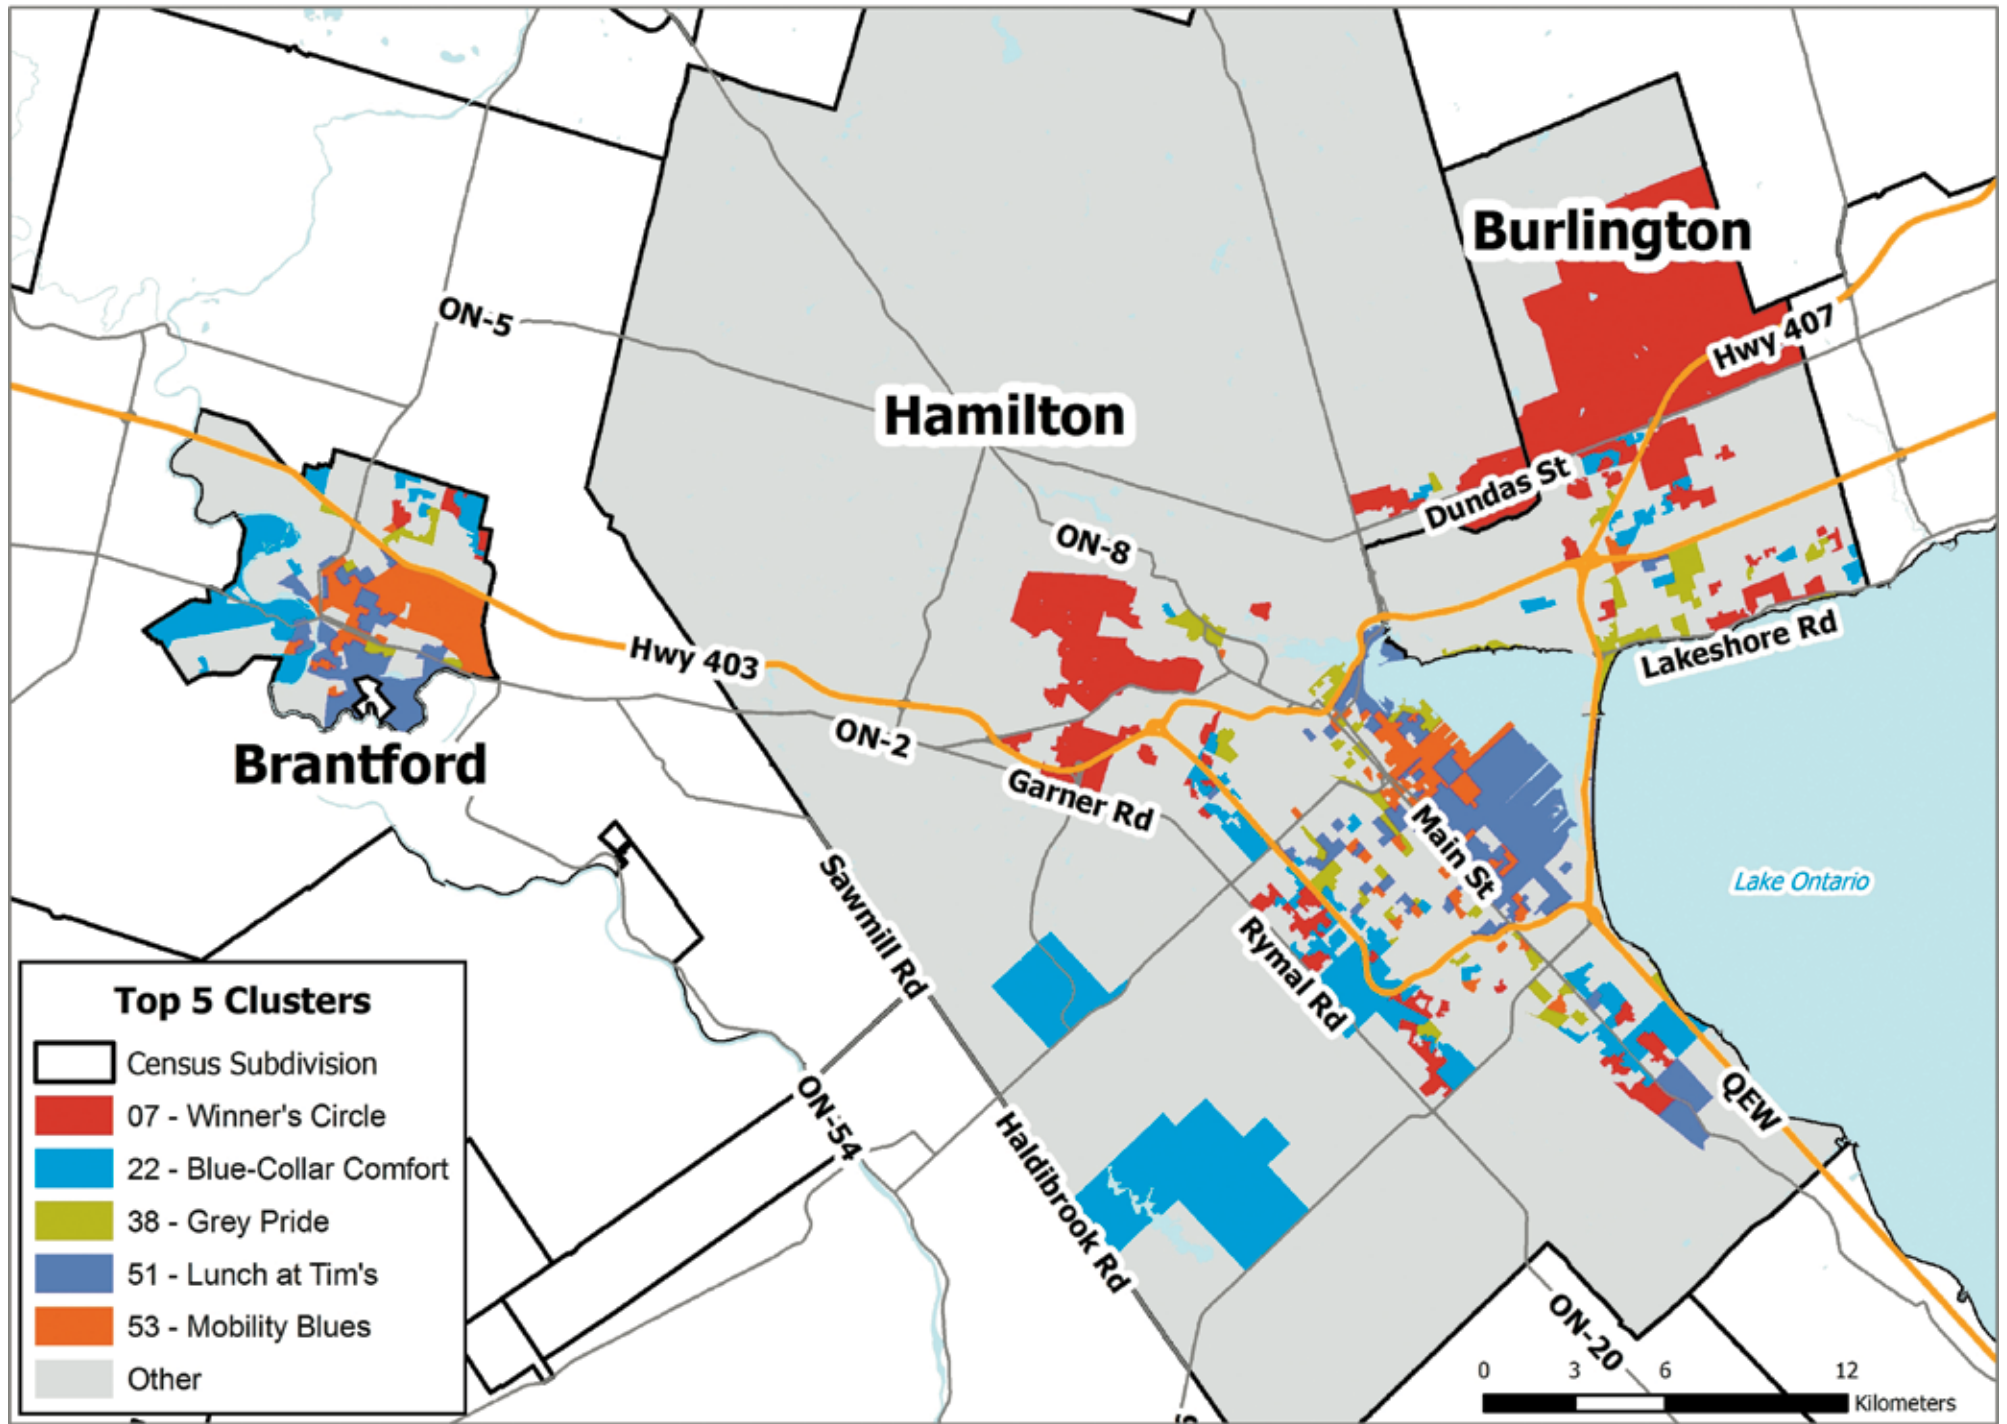 Burlington
Hwy 407
ON-5
Hamilton
Dundas St
ON-8
Lakeshore Rd
Hwy 403
ON-2
Brantford
Garner Rd
Main St
Lake Ontario
Sawmill Rd
Rymal Rd
QEW
ON-54
Haldibrook Rd
ON-20
Top 5 Clusters
Census Subdivision
07 - Winner's Circle
22 - Blue-Collar Comfort
38 - Grey Pride
51 - Lunch at Tim's
53 - Mobility Blues
Other
0 3 6 12
Kilometers